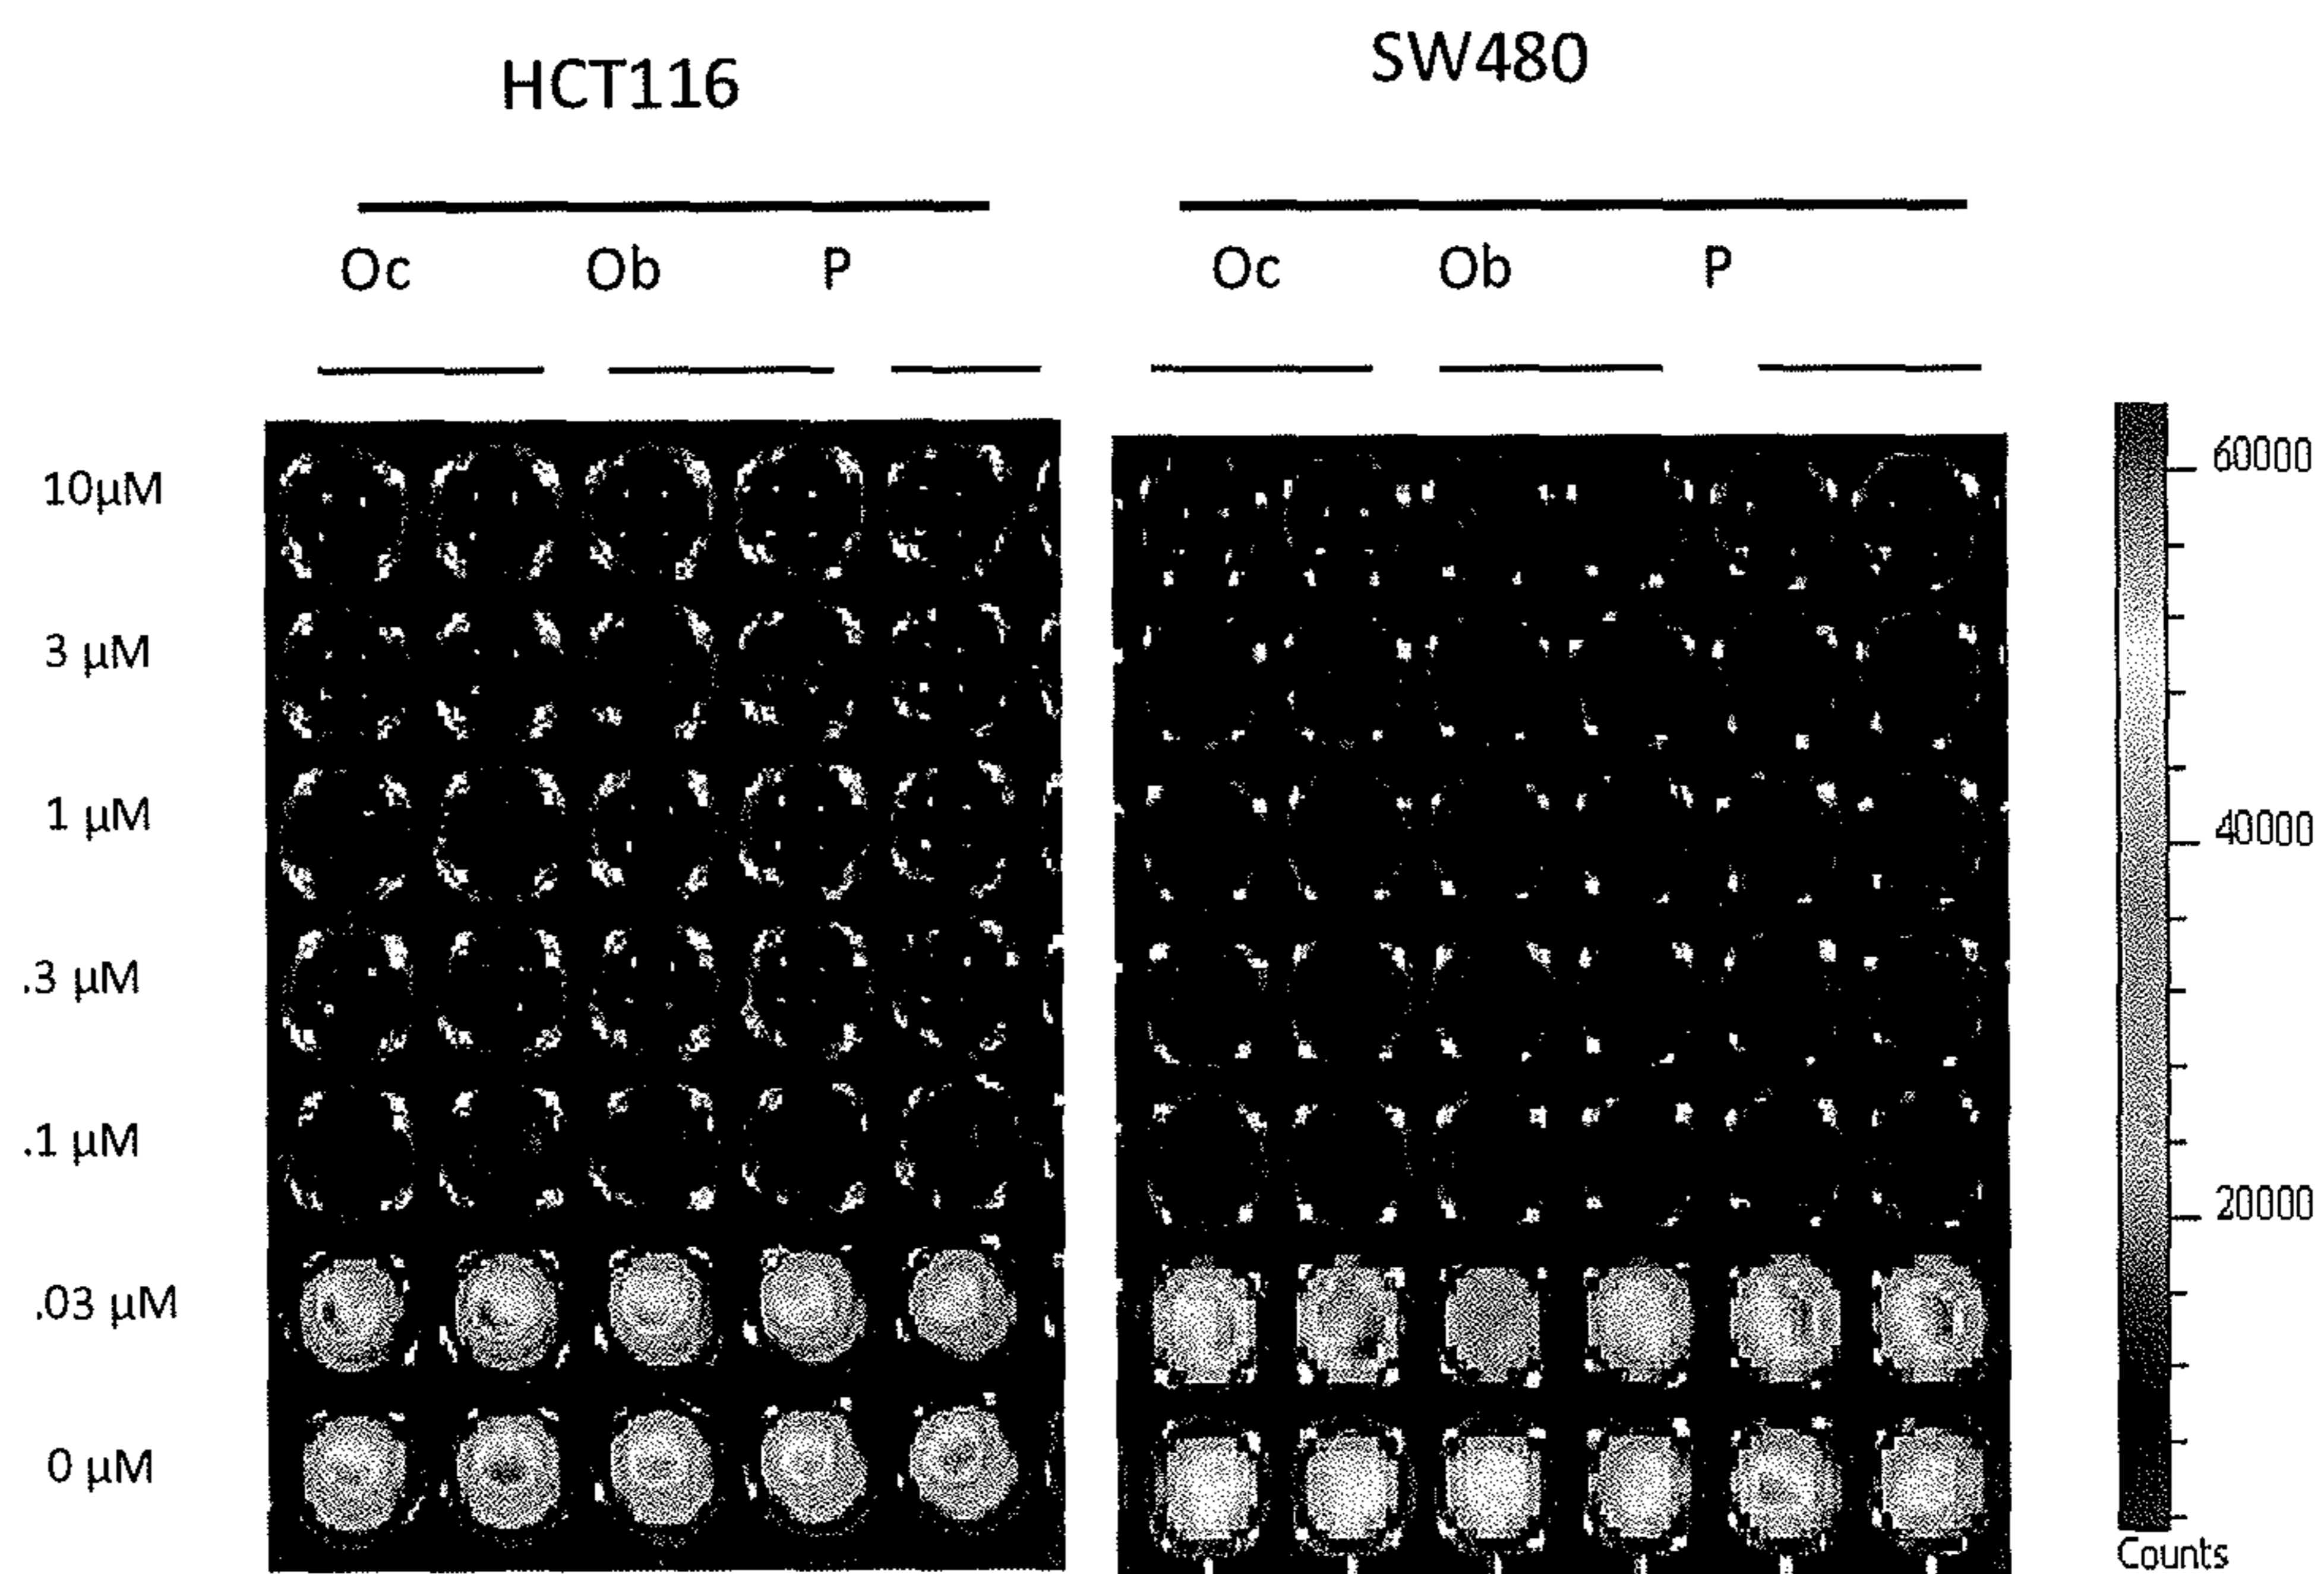 HCT116
SW480
Oc Ob P
Oc Ob P
10μM
3 μM
1 μM
.3 μM
.1 μM
.03 μM
0 μM
60000
40000
20000
Counts